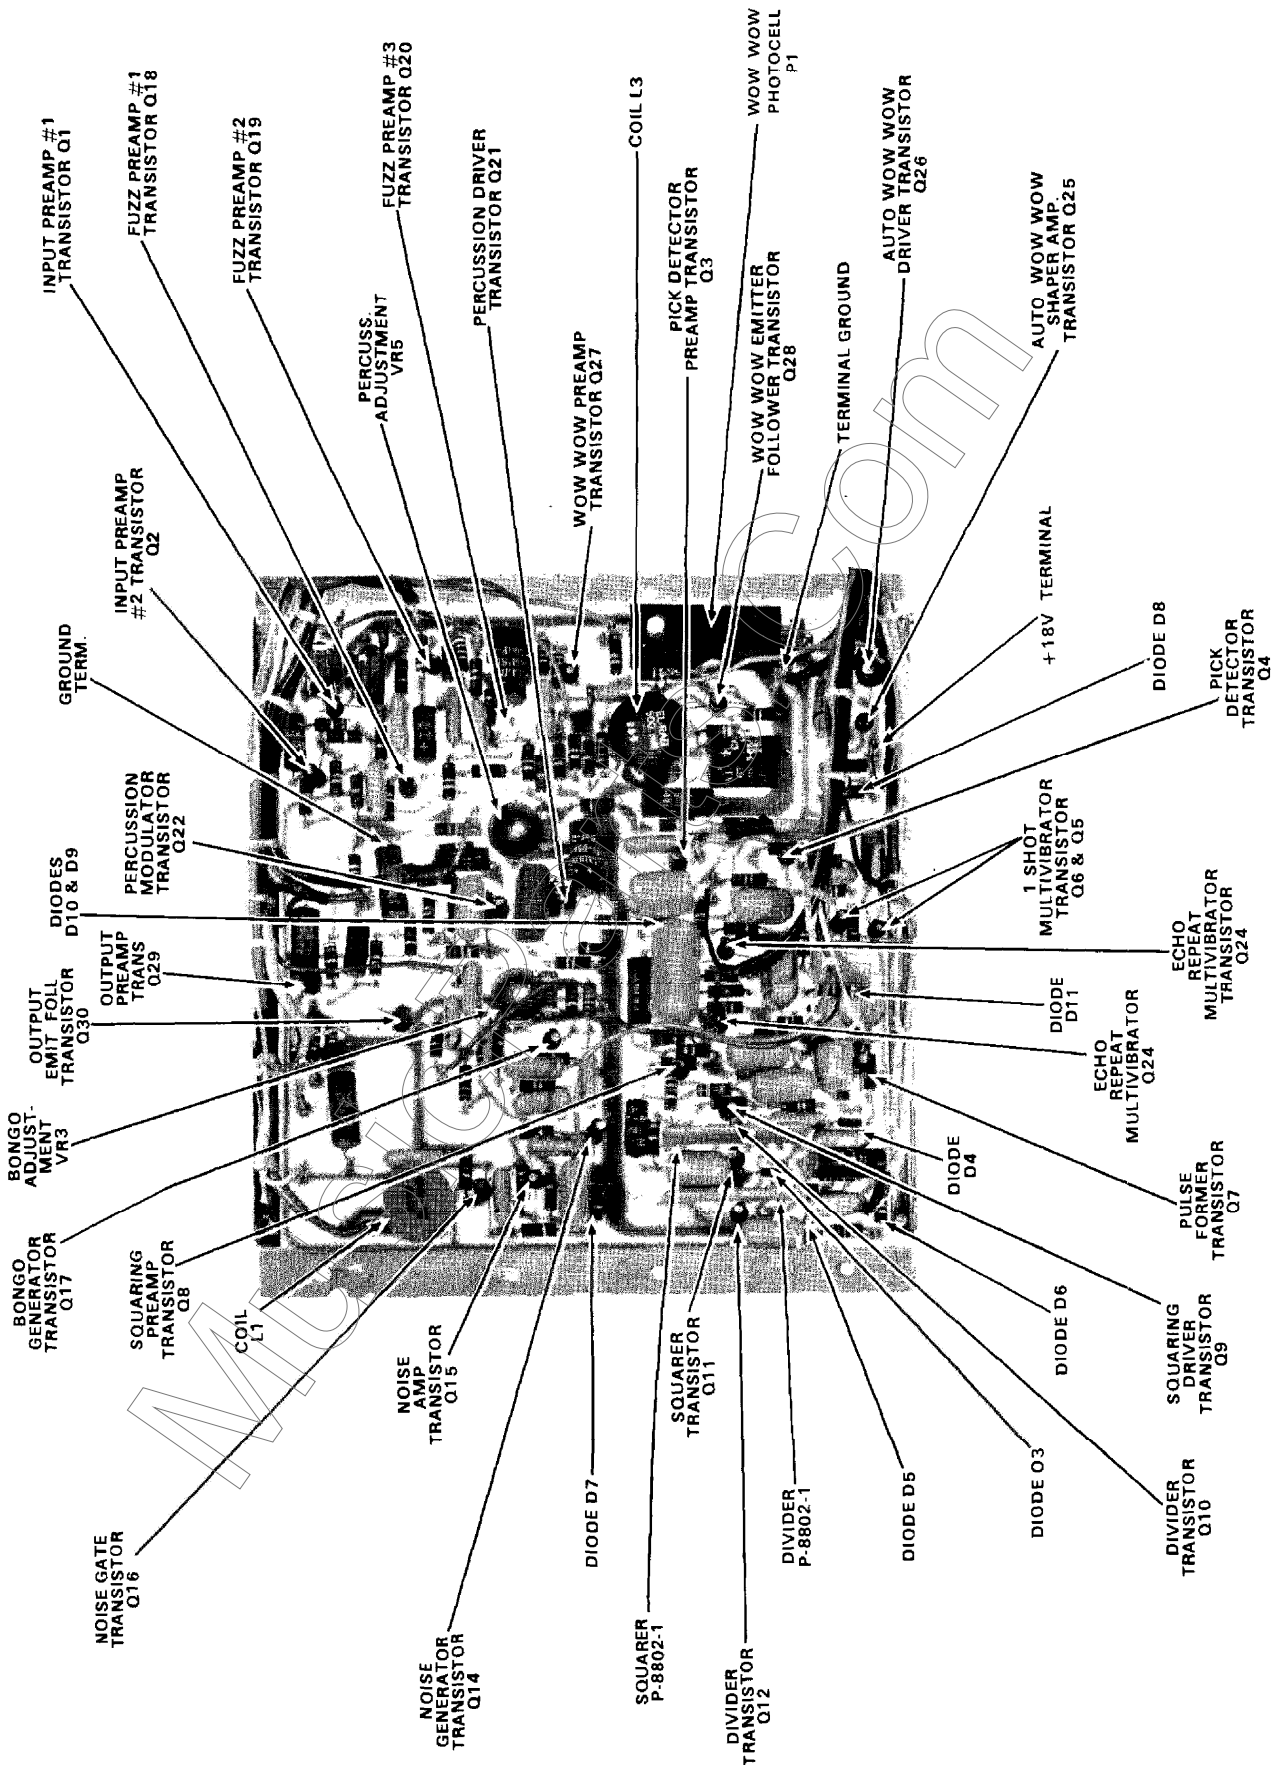 INPUT PREAMP #1
TRANSISTOR Q1
FUZZ PREAMP #1
TRANSISTOR Q18
FUZZ PREAMP #2
TRANSISTOR Q19
PERCUSS.
ADJUSTMENT
VR5
FUZZ PREAMP #3
TRANSISTOR Q20
PERCUSSION DRIVER
TRANSISTOR Q21
WOW WOW PREAMP
TRANSISTOR Q27
COIL L3
PICK DETECTOR
PREAMP TRANSISTOR
Q3
WOW WOW
PHOTOCELL
P1
WOW WOW EMITTER
FOLLOWER TRANSISTOR
Q28
TERMINAL GROUND
AUTO WOW WOW
DRIVER TRANSISTOR
Q26
AUTO WOW WOW
SHAPER AMP.
TRANSISTOR Q25
+18V TERMINAL
DIODE D8
PICK
DETECTOR
TRANSISTOR
Q4
1 SHOT
MULTIVIBRATOR
TRANSISTOR
Q6 & Q5
ECHO
REPEAT
MULTIVIBRATOR
TRANSISTOR
Q24
DIODE
D11
ECHO
REPEAT
MULTIVIBRATOR
Q24
DIODE
D4
PULSE
FORMER
TRANSISTOR
Q7
DIODE D6
SQUARING
DRIVER
TRANSISTOR
Q9
DIODE O3
DIVIDER
TRANSISTOR
Q10
DIODE D5
DIVIDER
P-8802-1
SQUARER
TRANSISTOR
Q11
DIVIDER
TRANSISTOR
Q12
SQUARER
P-8802-1
DIODE D7
NOISE
GENERATOR
TRANSISTOR
Q14
NOISE
AMP
TRANSISTOR
Q15
NOISE GATE
TRANSISTOR
Q16
COIL
L1
SQUARING
PREAMP
TRANSISTOR
Q8
BONGO
GENERATOR
TRANSISTOR
Q17
BONGO
ADJUST-
MENT
VR3
OUTPUT
EMIT FOLL
TRANSISTOR
Q30
OUTPUT
PREAMP
TRANS
Q29
DIODES
D10 & D9
PERCUSSION
MODULATOR
TRANSISTOR
Q22
GROUND
TERM.
INPUT PREAMP
#2 TRANSISTOR
Q2